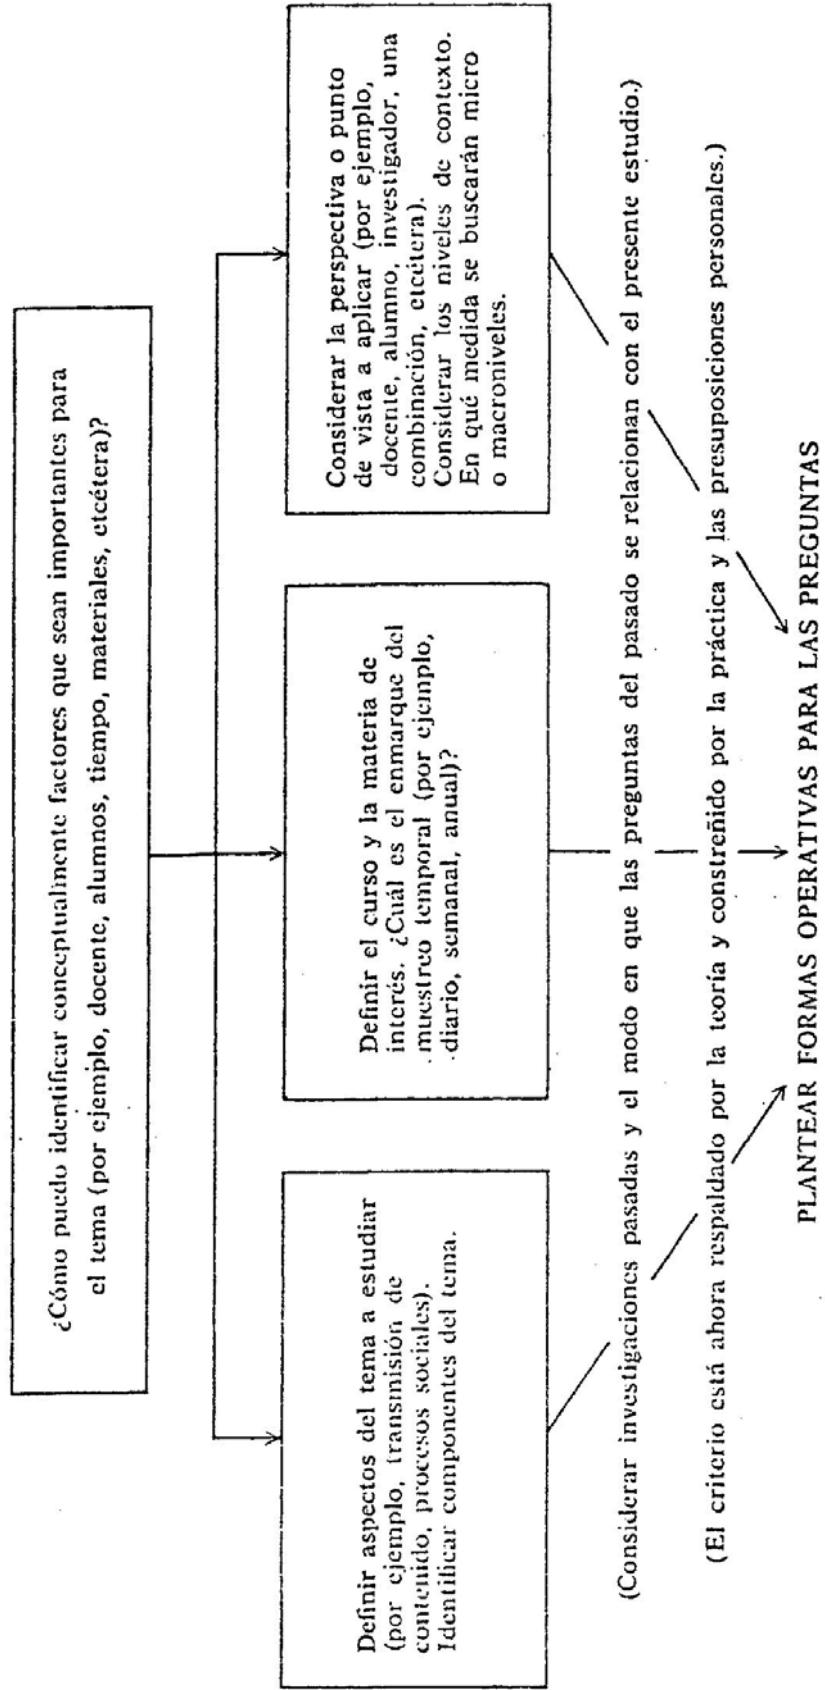 ¿Cómo puedo identificar conceptualmente factores que sean importantes para
el tema (por ejemplo, docente, alumnos, tiempo, materiales, etcétera)?
Definir aspectos del tema a estudiar
(por ejemplo, transmisión de
contenido, procesos sociales).
Identificar componentes del tema.
Definir el curso y la materia de
interés. ¿Cuál es el enmarque del
muestreo temporal (por ejemplo,
diario, semanal, anual)?
Considerar la perspectiva o punto
de vista a aplicar (por ejemplo,
docente, alumno, investigador, una
combinación, etcétera).
Considerar los niveles de contexto.
En qué medida se buscarán micro
o macroniveles.
(Considerar investigaciones pasadas y el modo en que las preguntas del pasado se relacionan con el presente estudio.)
(El criterio está ahora respaldado por la teoría y constreñido por la práctica y las presuposiciones personales.)
PLANTEAR FORMAS OPERATIVAS PARA LAS PREGUNTAS